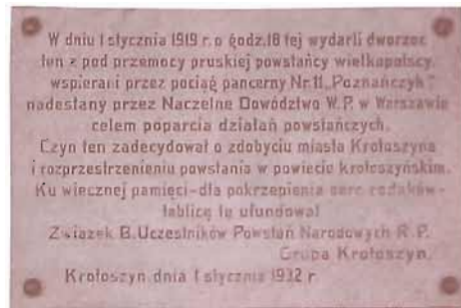 W dniu 1 stycznia 1919 r. o godz. 18 tej wydarli dworzec
ten z pod przemocy pruskiej powstańcy wielkopolscy,
wspierani przez pociąg pancerny Nr. 11 „Poznańczyk"
nadesłany przez Naczelne Dowództwo W.P. w Warszawie
celem poparcia działań powstańczych.
Czyn ten zadecydował o zdobyciu miasta Krotoszyna
i rozprzestrzenieniu powstania w powiecie krotoszyńskim.
Ku wiecznej pamięci-dla pokrzepienia serc rodaków-
tablicę tę ufundował
Związek B. Uczestników Powstań Narodowych R.P.
Grupa Krotoszyn.
Krotoszyn, dnia 1 stycznia 1932 r